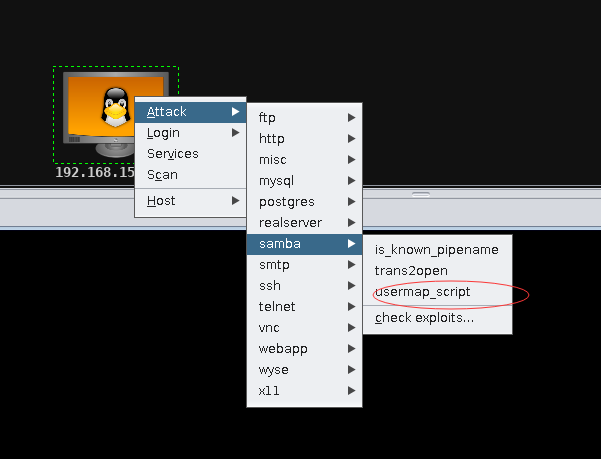 192.168.15
Attack
Login
Services
Scan
Host
ftp
http
misc
mysql
postgres
realserver
samba
smtp
ssh
telnet
vnc
webapp
wyse
x11
is_known_pipename
trans2open
usermap_script
check exploits...